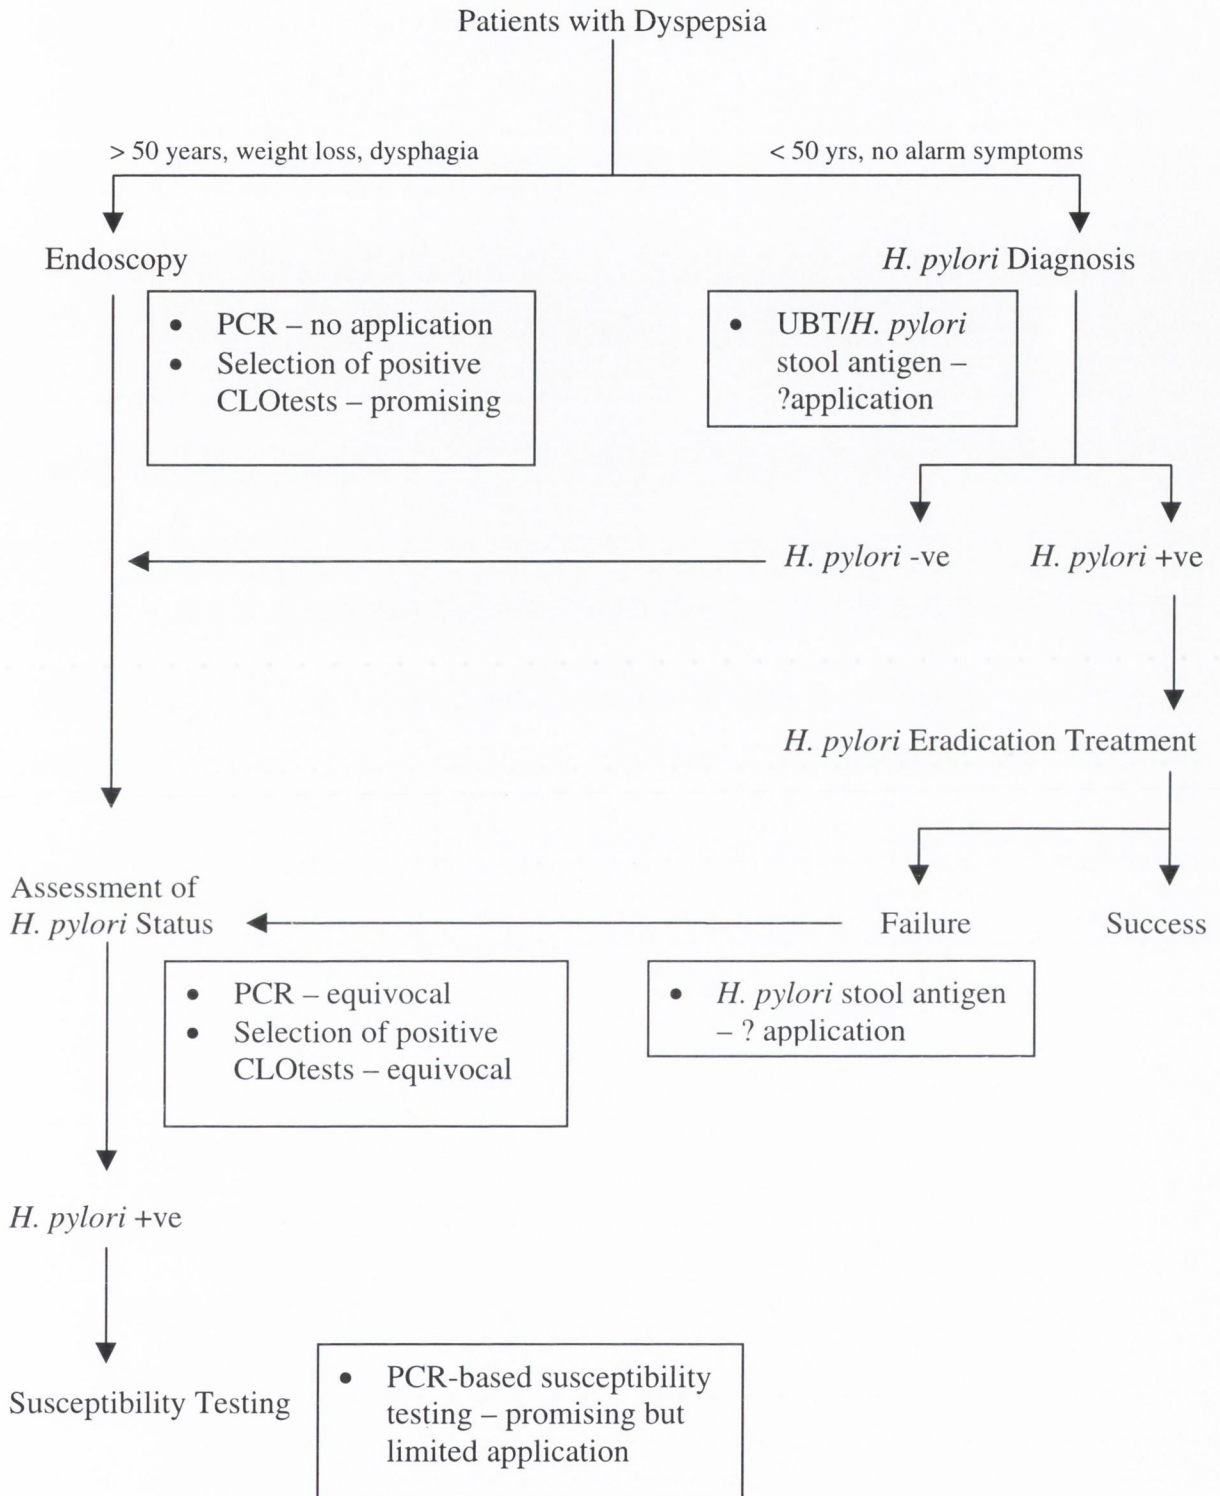 Patients with Dyspepsia
> 50 years, weight loss, dysphagia
< 50 yrs, no alarm symptoms
Endoscopy
H. pylori Diagnosis
• PCR – no application
• Selection of positive
CLOtests – promising
• UBT/H. pylori
stool antigen –
?application
H. pylori -ve
H. pylori +ve
H. pylori Eradication Treatment
Assessment of
H. pylori Status
Failure
Success
• PCR – equivocal
• Selection of positive
CLOtests – equivocal
• H. pylori stool antigen
– ? application
H. pylori +ve
Susceptibility Testing
• PCR-based susceptibility
testing – promising but
limited application